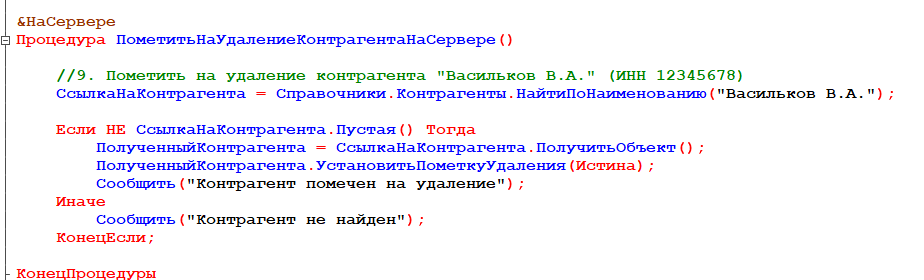 &НаСервере
Процедура ПометитьНаУдалениеКонтрагентаНаСервере()
//9. Пометить на удаление контрагента "Васильков В.А." (ИНН 12345678)
СсылкаНаКонтрагента = Справочники.Контрагенты.НайтиПоНаименованию("Васильков В.А.");
Если НЕ СсылкаНаКонтрагента.Пустая() Тогда
ПолученныйКонтрагента = СсылкаНаКонтрагента.ПолучитьОбъект();
ПолученныйКонтрагента.УстановитьПометкуУдаления(Истина);
Сообщить("Контрагент помечен на удаление");
Иначе
Сообщить("Контрагент не найден");
КонецЕсли;
КонецПроцедуры